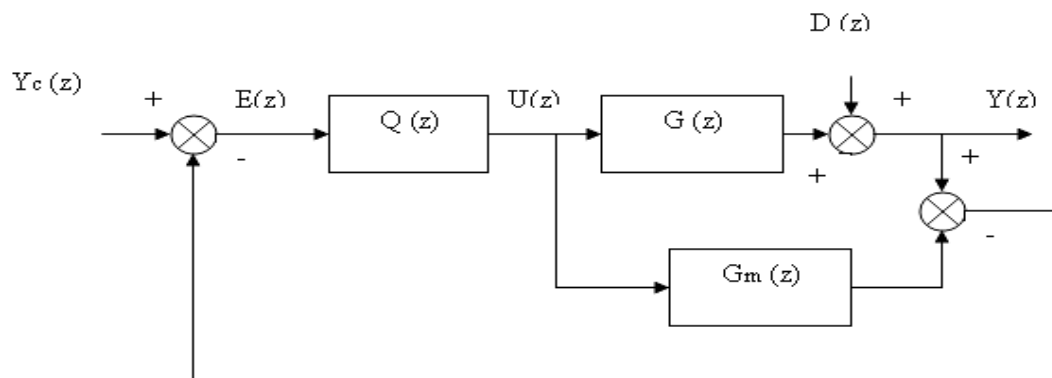 D (z)
Yc (z)
+
E(z)
-
Q (z)
U(z)
G (z)
+
+
Y(z)
+
-
Gm (z)